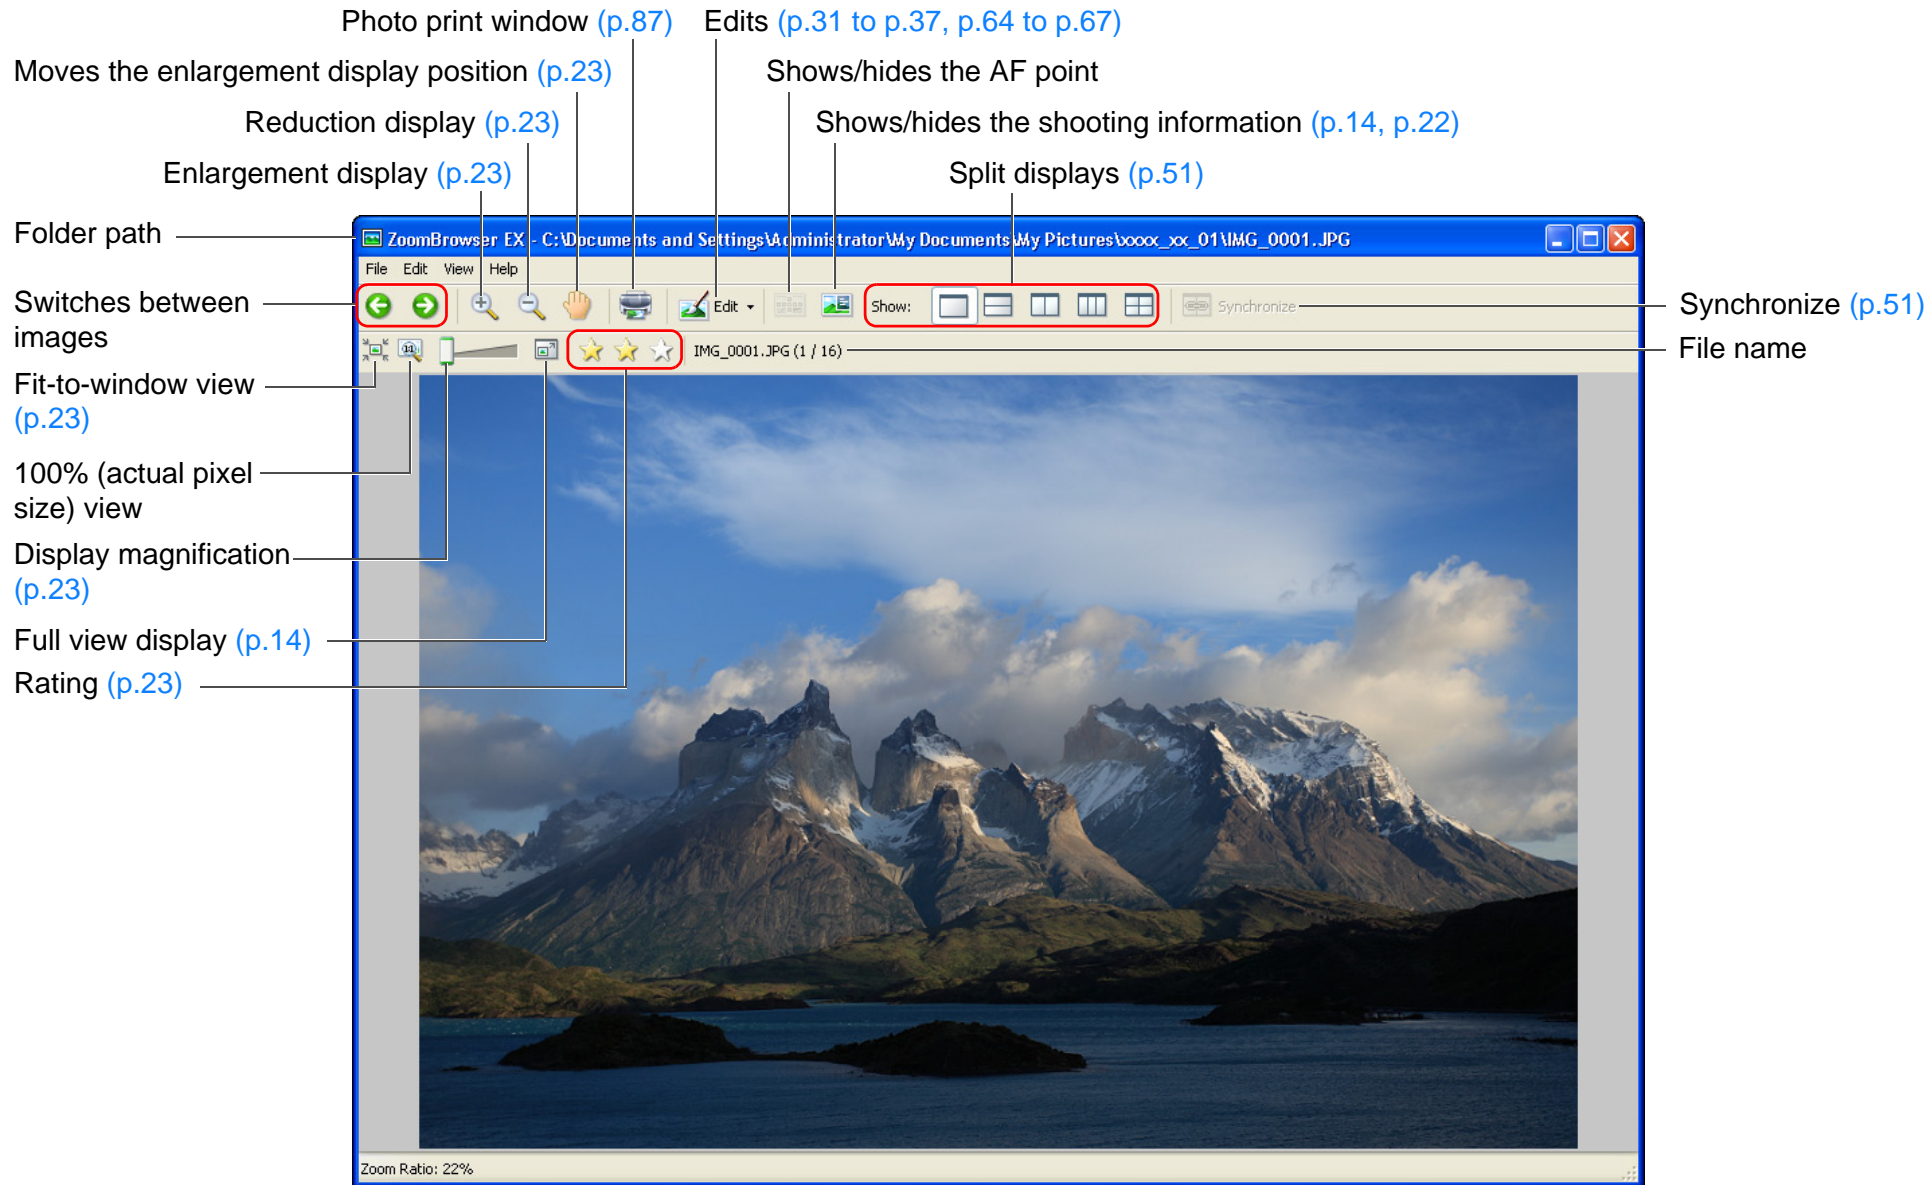 Photo print window (p.87)
Edits (p.31 to p.37, p.64 to p.67)
Moves the enlargement display position (p.23)
Shows/hides the AF point
Reduction display (p.23)
Shows/hides the shooting information (p.14, p.22)
Enlargement display (p.23)
Split displays (p.51)
Folder path
ZoomBrowser EX - C:\Documents and Settings\Administrator\My Documents\My Pictures\xxxx_xx_01\IMG_0001.JPG
File Edit View Help
Switches between
images
Edit
Show:
Synchronize
Synchronize (p.51)
1:1
IMG_0001.JPG (1 / 16)
File name
Fit-to-window view
(p.23)
100% (actual pixel
size) view
Display magnification
(p.23)
Full view display (p.14)
Rating (p.23)
Zoom Ratio: 22%